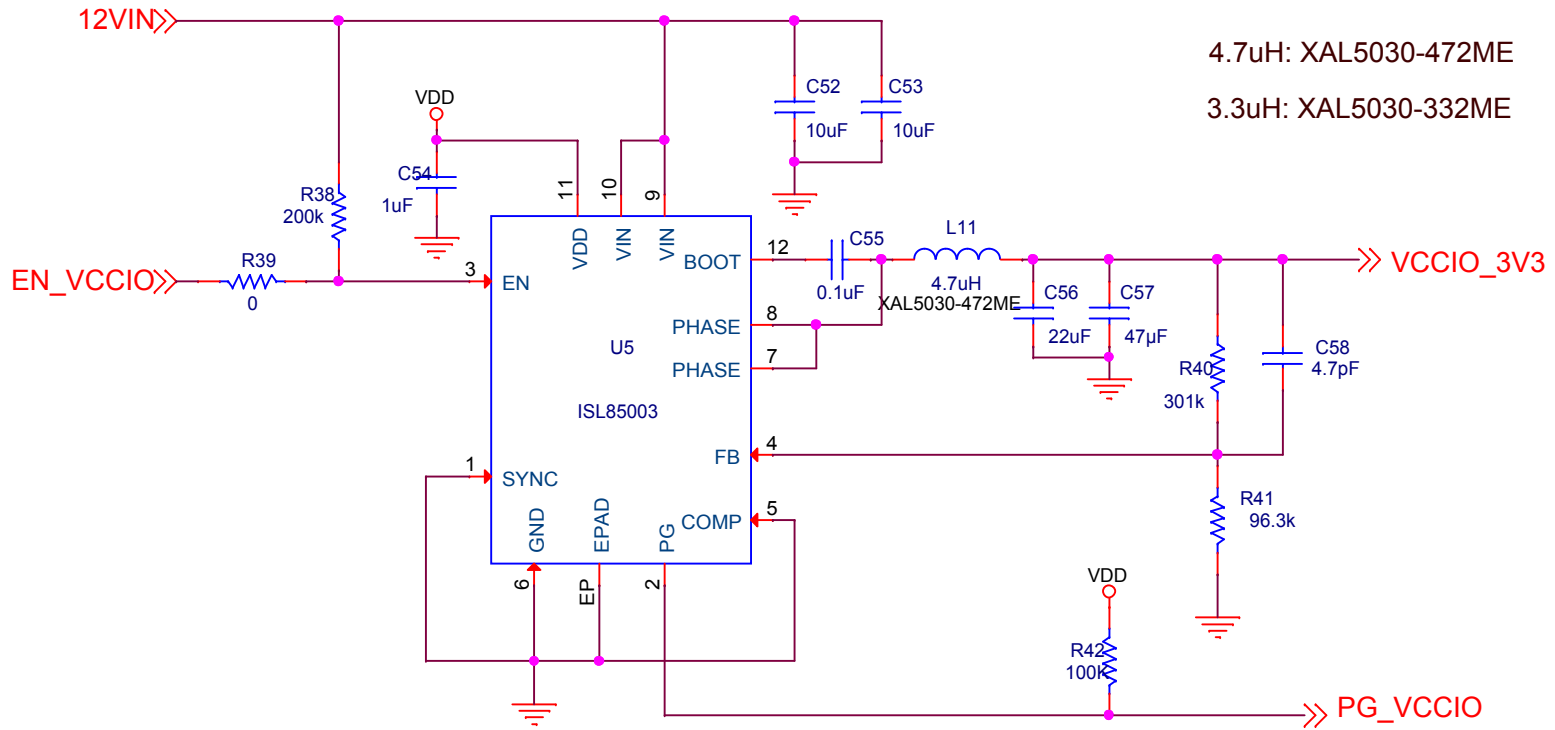 12VIN
4.7uH: XAL5030-472ME
3.3uH: XAL5030-332ME
C52
10uF
C53
10uF
VDD
C54
1uF
R38
200k
11
10
9
VDD
VIN
VIN
EN_VCCIO
R39
0
3
EN
BOOT
12
C55
0.1uF
L11
4.7uH
XAL5030-472ME
VCCIO_3V3
C56
22uF
C57
47µF
PHASE
8
PHASE
7
U5
ISL85003
R40
301k
C58
4.7pF
FB
4
1
SYNC
COMP
5
R41
96.3k
GND
EPAD
PG
6
EP
2
VDD
R42
100K
PG_VCCIO